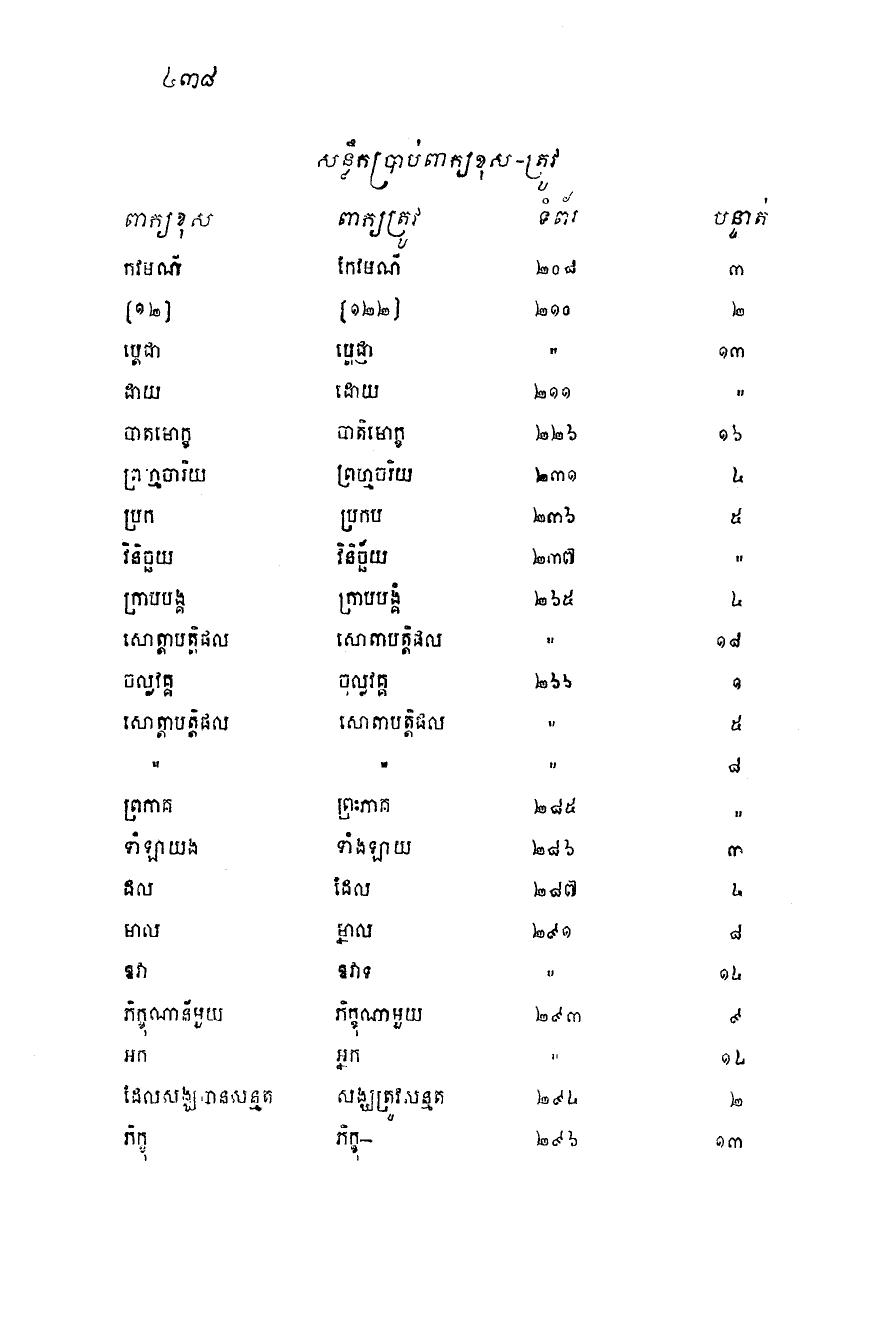 ៤៣៨
សន្លឹកប្រាប់ពាក្យខុស-ត្រូវ
ពាក្យខុស ពាក្យត្រូវ ទំព័រ បន្ទាត់
កវមណី កែវមណី ២០៨ ៣
(១២) (១២២) ២១០ ២
ប្តេជា ប្តេជ្ញា " ១៣
ដាយ ដោយ ២១១ "
បាតមោក្ខ បាតិមោក្ខ ២២៦ ១៦
ព្រហ្មចារិយ ព្រហ្មចរិយ ២៣១ ៤
ប្រក ប្រកប ២៣៦ ៥
វិនិច្ឆយ វិនិច្ឆ័យ ២៣៧ "
ក្រាបបង្គ ក្រាបបង្គំ ២៦៥ ៤
សោត្តាបត្តិផល សោតាបត្តិផល " ១៨
ចល្លវគ្គ ចុល្លវគ្គ ២៦៦ ១
សោត្តាបត្តិផល សោតាបត្តិផល " ៥
" " " ៨
ព្រភាគ ព្រះភាគ ២៨៥ "
ទាំឡាយង ទាំងឡាយ ២៨៦ ៣
ដល ដែល ២៨៧ ៤
មាល ម្នាល ២៩១ ៨
ឱវា ឱវាទ " ១៤
ភិក្ខុណានីមួយ ភិក្ខុណាមួយ ២៩៣ ៩
អក អ្នក " ១៤
ដែលសង្ឃបានសន្មត សង្ឃត្រូវសន្មត ២៩៤ ២
ភិក្ខុ ភិក្ខុ– ២៩៦ ១៣